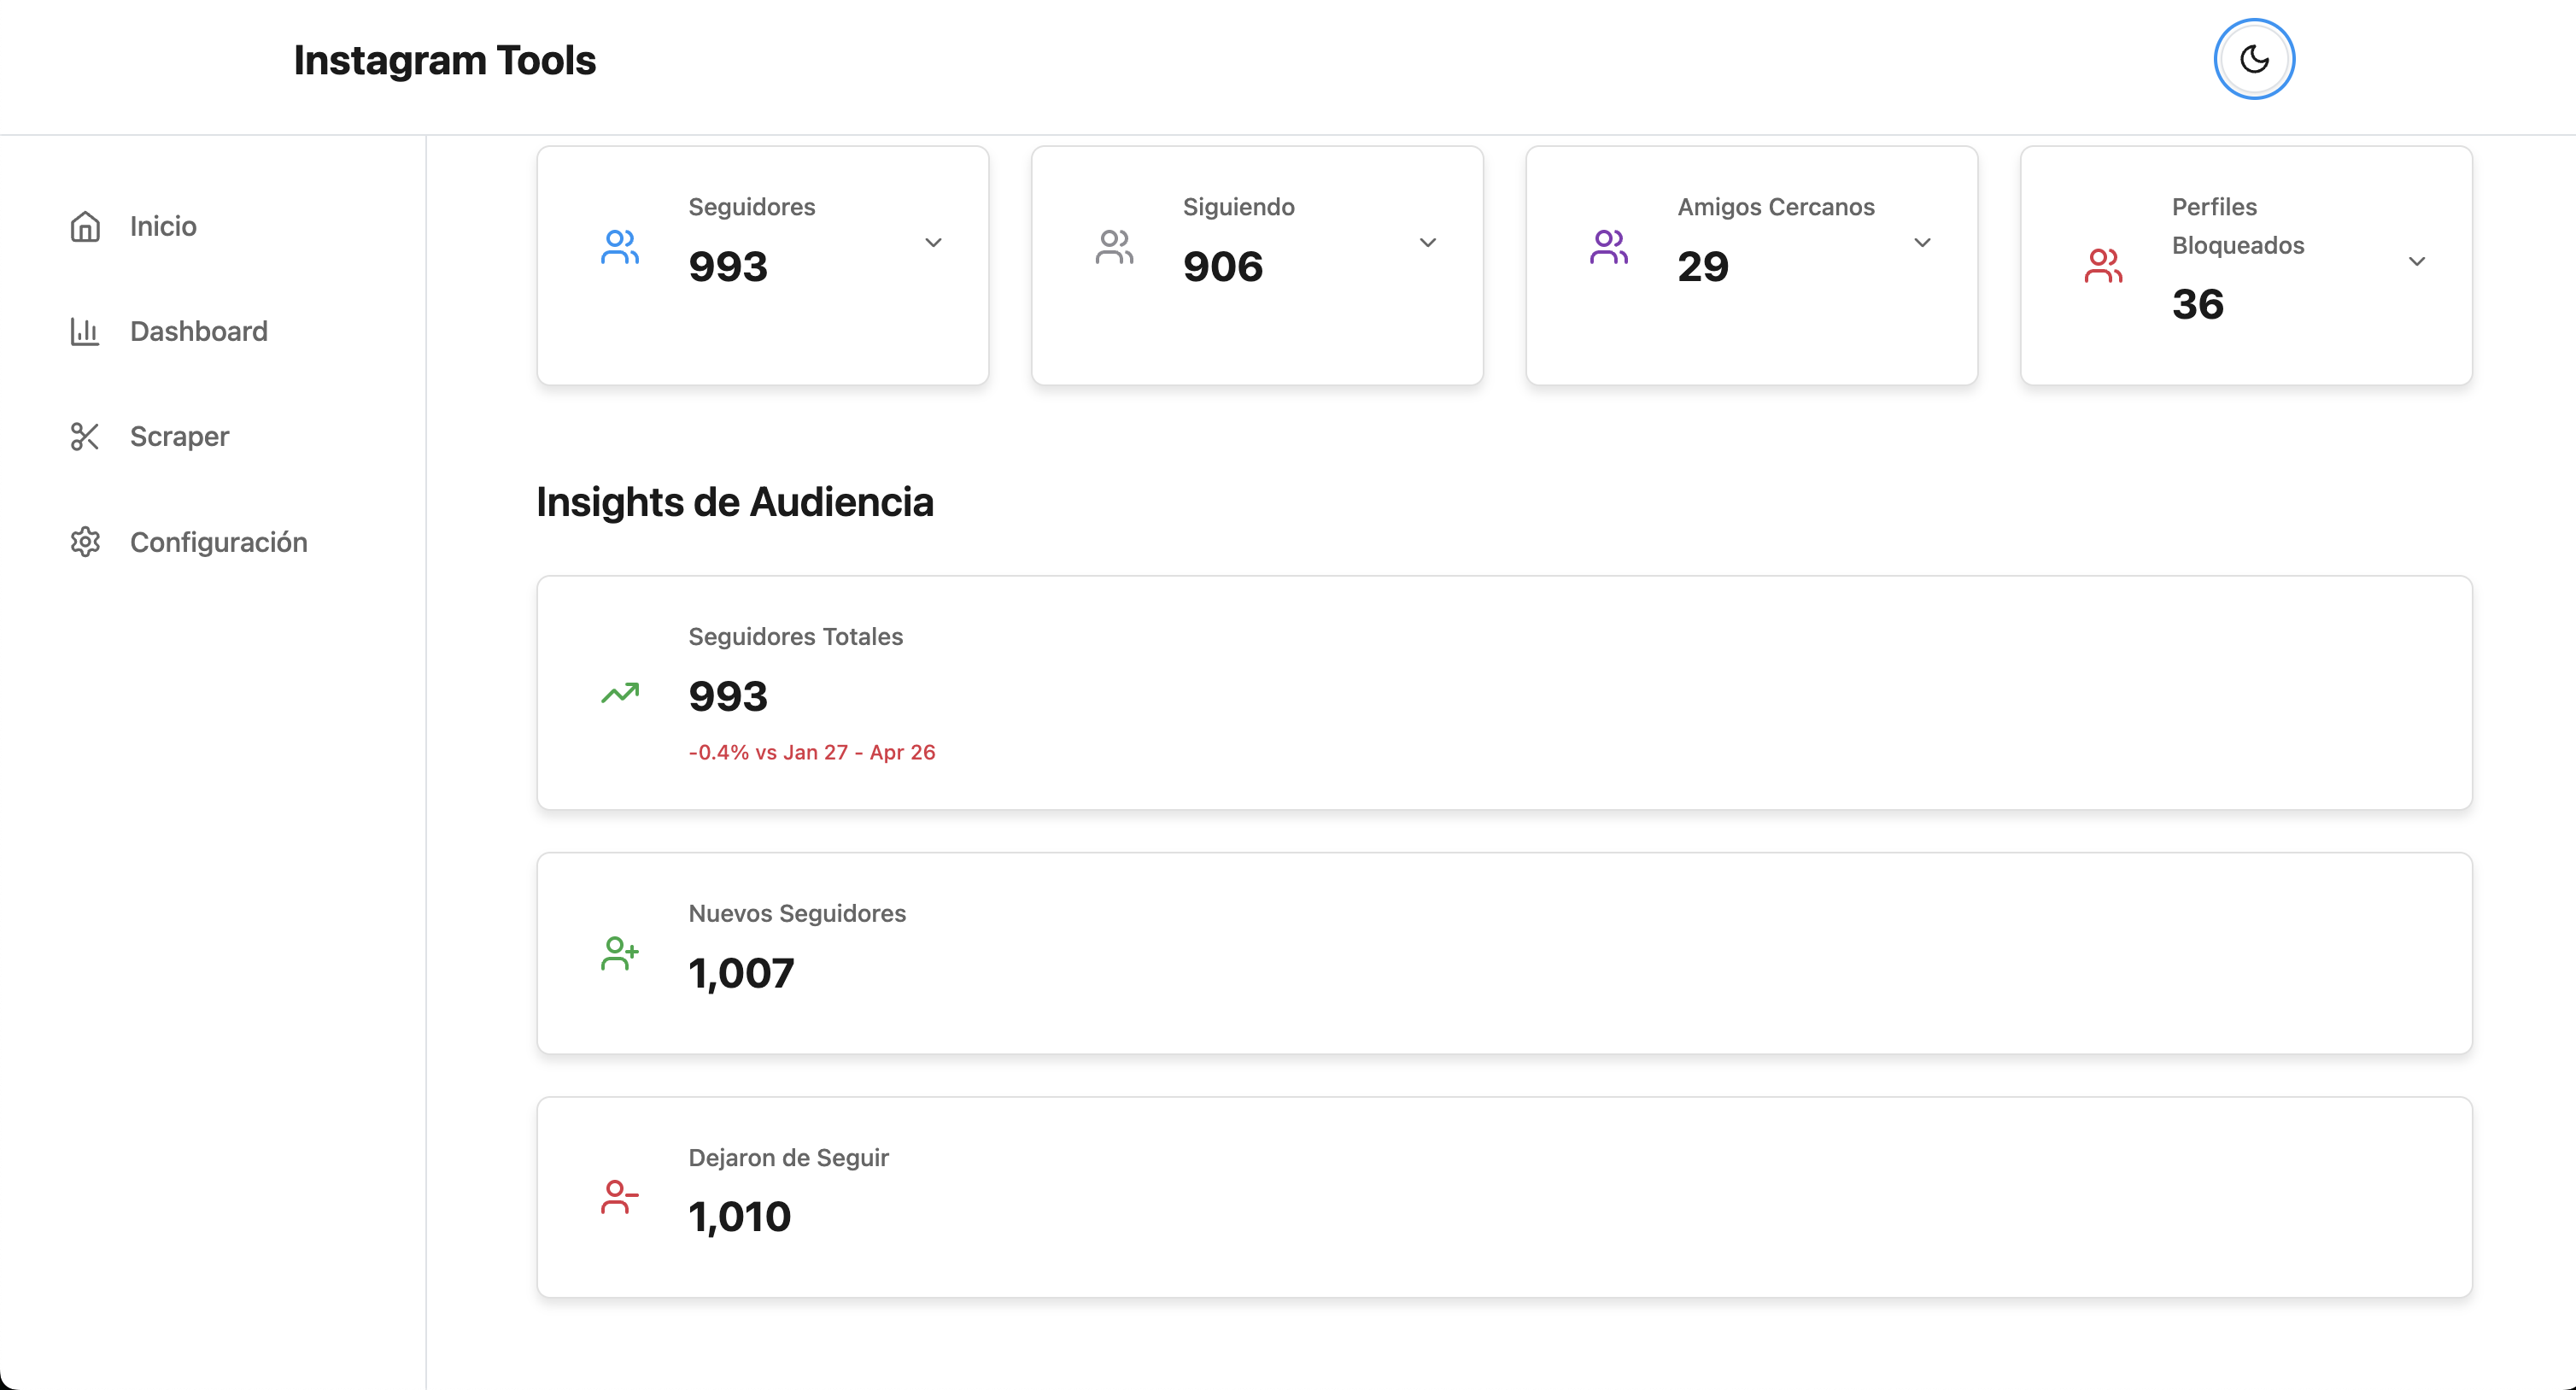 Instagram Tools
Inicio
Dashboard
Scraper
Configuración
Seguidores
993
Siguiendo
906
Amigos Cercanos
29
Perfiles
Bloqueados
36
Insights de Audiencia
Seguidores Totales
993
-0.4% vs Jan 27 - Apr 26
Nuevos Seguidores
1,007
Dejaron de Seguir
1,010